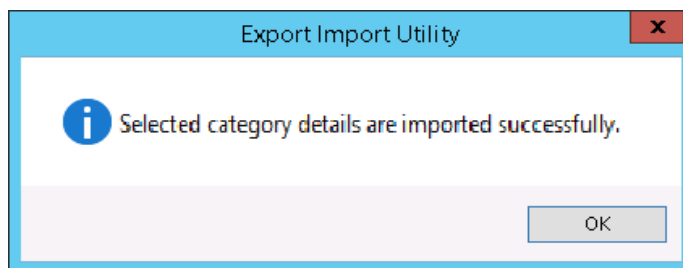 Export Import Utility
x
Selected category details are imported successfully.
OK